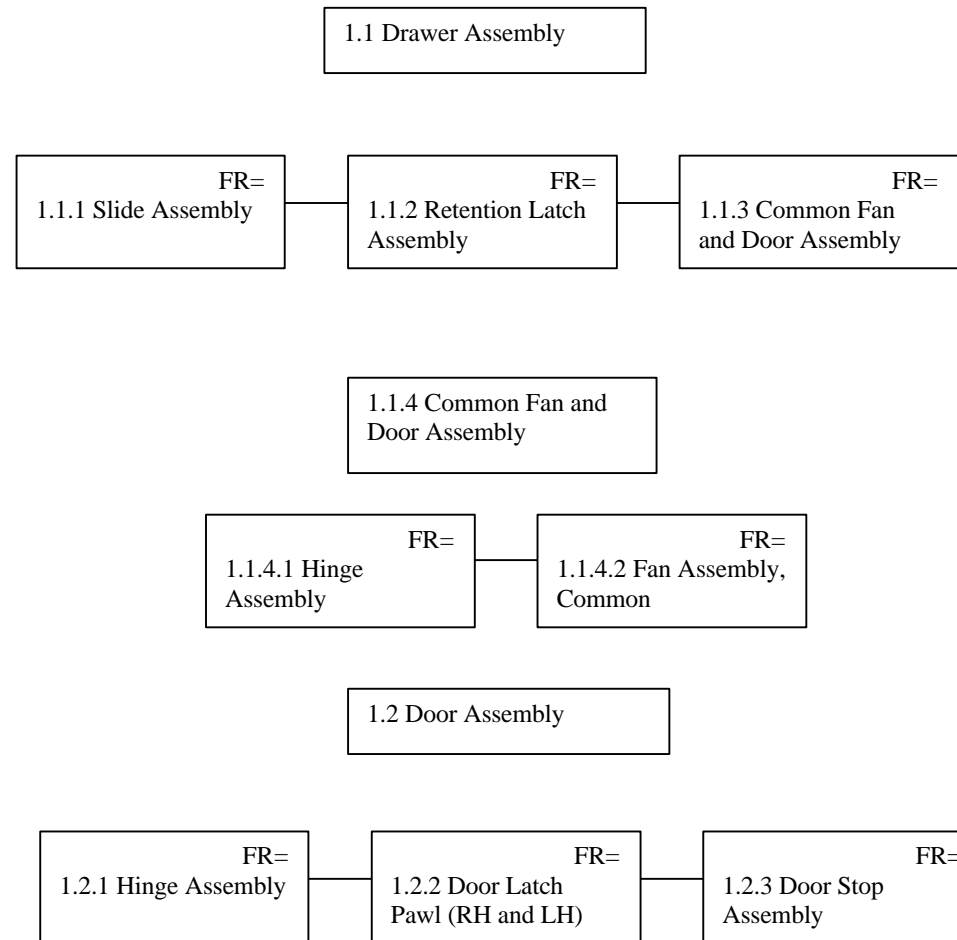 1.1 Drawer Assembly
FR=
1.1.1 Slide Assembly
FR=
1.1.2 Retention Latch
Assembly
FR=
1.1.3 Common Fan
and Door Assembly
1.1.4 Common Fan and
Door Assembly
FR=
1.1.4.1 Hinge
Assembly
FR=
1.1.4.2 Fan Assembly,
Common
1.2 Door Assembly
FR=
1.2.1 Hinge Assembly
FR=
1.2.2 Door Latch
Pawl (RH and LH)
FR=
1.2.3 Door Stop
Assembly